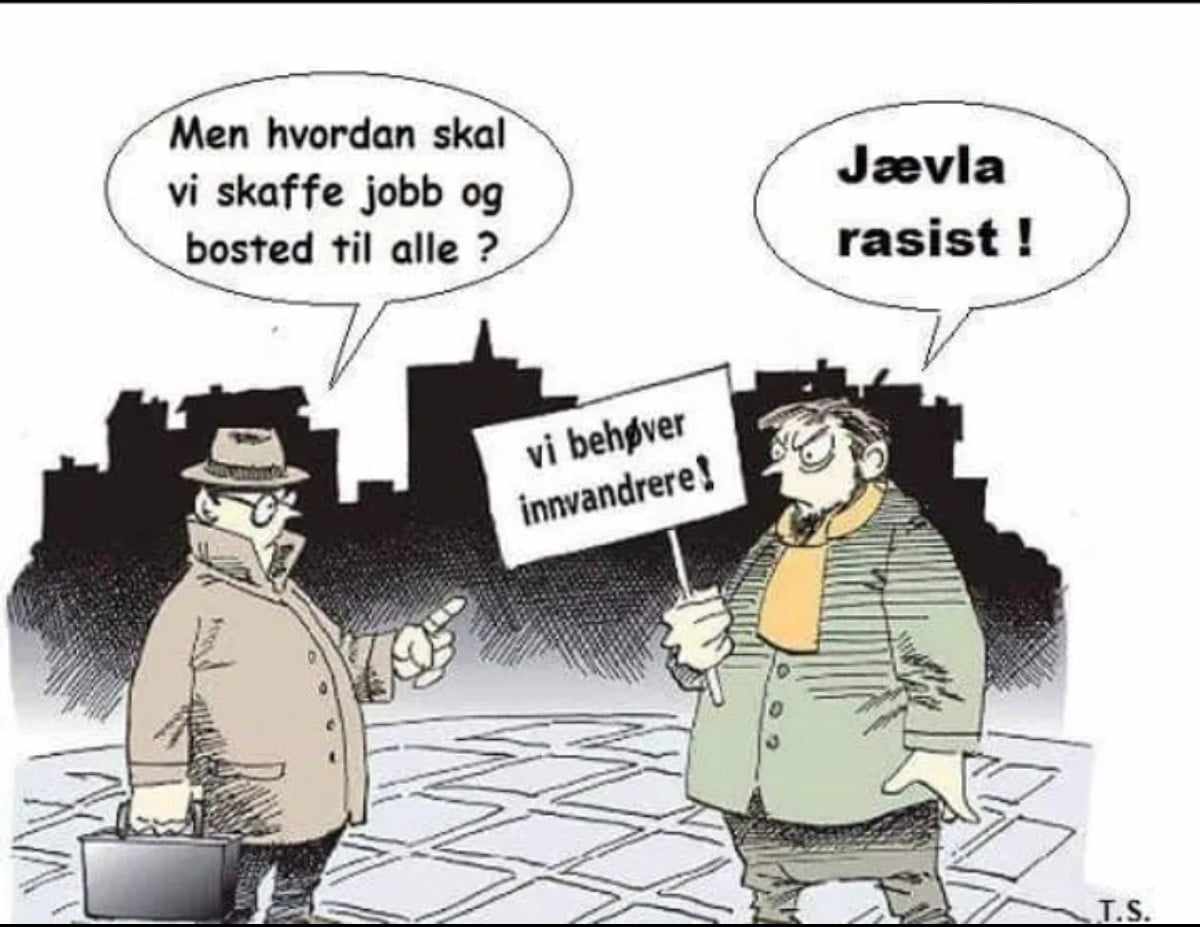 Men hvordan skal
vi skaffe jobb og
bosted til alle ?
Jævla
rasist !
vi behøver
innvandrere!
T.S.